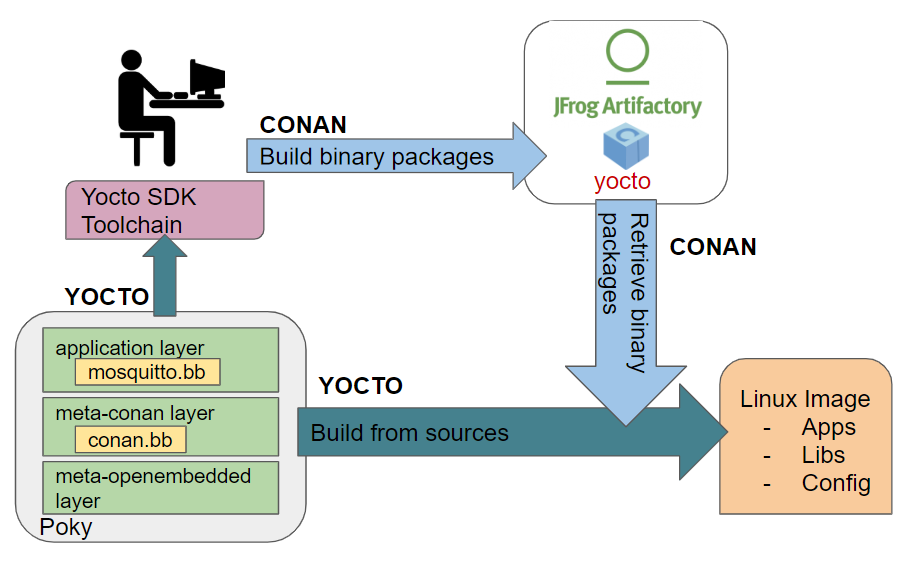 JFrog Artifactory
yocto
CONAN
Build binary packages
Yocto SDK
Toolchain
Retrieve binary
packages
CONAN
YOCTO
application layer
mosquitto.bb
meta-conan layer
conan.bb
meta-openembedded
layer
Poky
YOCTO
Build from sources
Linux Image
- Apps
- Libs
- Config